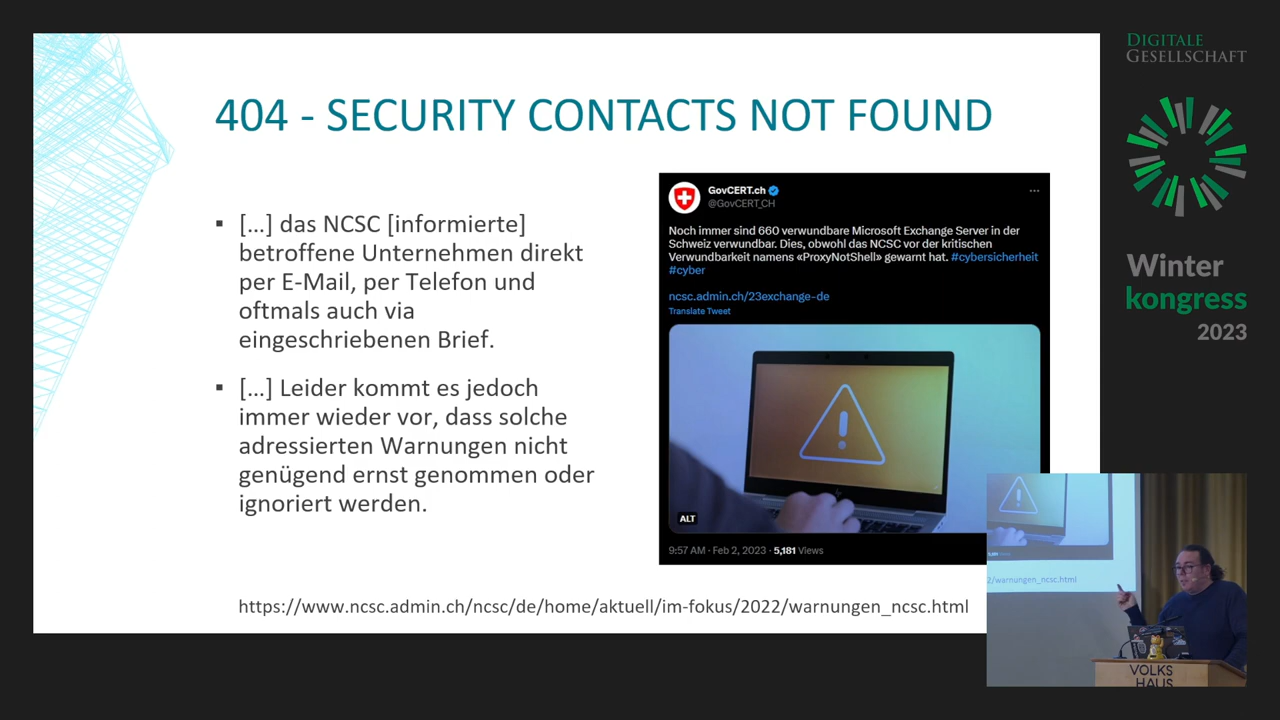 404 - SECURITY CONTACTS NOT FOUND
▪ […] das NCSC [informierte]
betroffene Unternehmen direkt
per E-Mail, per Telefon und
oftmals auch via
eingeschriebenen Brief.
▪ […] Leider kommt es jedoch
immer wieder vor, dass solche
adressierten Warnungen nicht
genügend ernst genommen oder
ignoriert werden.
GovCERT.ch
@GovCERT_CH
Noch immer sind 660 verwundbare Microsoft Exchange Server in der
Schweiz verwundbar. Dies, obwohl das NCSC vor der kritischen
Verwundbarkeit namens «ProxyNotShell» gewarnt hat. #cybersicherheit
#cyber
ncsc.admin.ch/23exchange-de
Translate Tweet
ALT
9:57 AM · Feb 2, 2023 · 5,181 Views
https://www.ncsc.admin.ch/ncsc/de/home/aktuell/im-fokus/2022/warnungen_ncsc.html
DIGITALE
GESELLSCHAFT
Winter
kongress
2023
2/warnungen_ncsc.html
VOLKS
HAUS